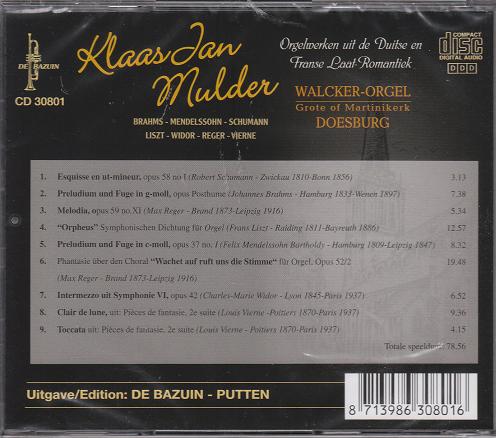 DE BAZUIN
CD 30801
Klaas Jan
Mulder
BRAHMS - MENDELSSOHN - SCHUMANN
LISZT - WIDOR - REGER - VIERNE
Orgelwerken uit de Duitse en
Franse Laat-Romantiek
WALCKER-ORGEL
Grote of Martinikerk
DOESBURG
COMPACT
disc
DIGITAL AUDIO
DDD
1. Esquisse en ut-mineur, opus 58 no I (Robert Schumann - Zwickau 1810-Bonn 1856) 3.13
2. Preludium und Fuge in g-moll, opus Posthume (Johannes Brahms - Hamburg 1833-Wenen 1897) 7.38
3. Melodia, opus 59 no.XI (Max Reger - Brand 1873-Leipzig 1916) 5.34
4. "Orpheus" Symphonischen Dichtung für Orgel (Frans Liszt - Raiding 1811-Bayreuth 1886) 12.57
5. Preludium und Fuge in c-moll, opus 37 no. I (Felix Mendelssohn Bartholdy - Hamburg 1809-Leipzig 1847) 8.32
6. Phantasie über den Choral "Wachet auf ruft uns die Stimme" für Orgel, Opus 52/2 19.48
(Max Reger - Brand 1873-Leipzig 1916)
7. Intermezzo uit Symphonie VI, opus 42 (Charles-Marie Widor - Lyon 1845-Paris 1937) 6.52
8. Clair de lune, uit: Pièces de fantasie, 2e suite (Louis Vierne - Poitiers 1870-Paris 1937) 9.36
9. Toccata uit: Pièces de fantasie, 2e suite (Louis Vierne - Poitiers 1870-Paris 1937) 4.15
Totale speelduur: 78.56
Uitgave/Edition: DE BAZUIN - PUTTEN
8 713986 308016